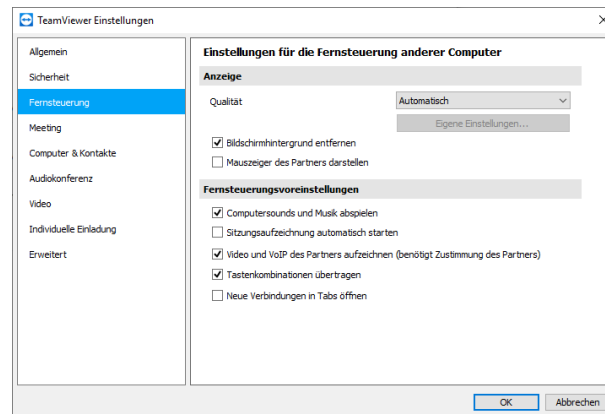 TeamViewer Einstellungen
Allgemein
Sicherheit
Fernsteuerung
Meeting
Computer & Kontakte
Audiokonferenz
Video
Individuelle Einladung
Erweitert
Einstellungen für die Fernsteuerung anderer Computer
Anzeige
Qualität
Automatisch
Eigene Einstellungen...
Bildschirmhintergrund entfernen
Mauszeiger des Partners darstellen
Fernsteuerungsvoreinstellungen
Computersounds und Musik abspielen
Sitzungsaufzeichnung automatisch starten
Video und VoIP des Partners aufzeichnen (benötigt Zustimmung des Partners)
Tastenkombinationen übertragen
Neue Verbindungen in Tabs öffnen
OK
Abbrechen